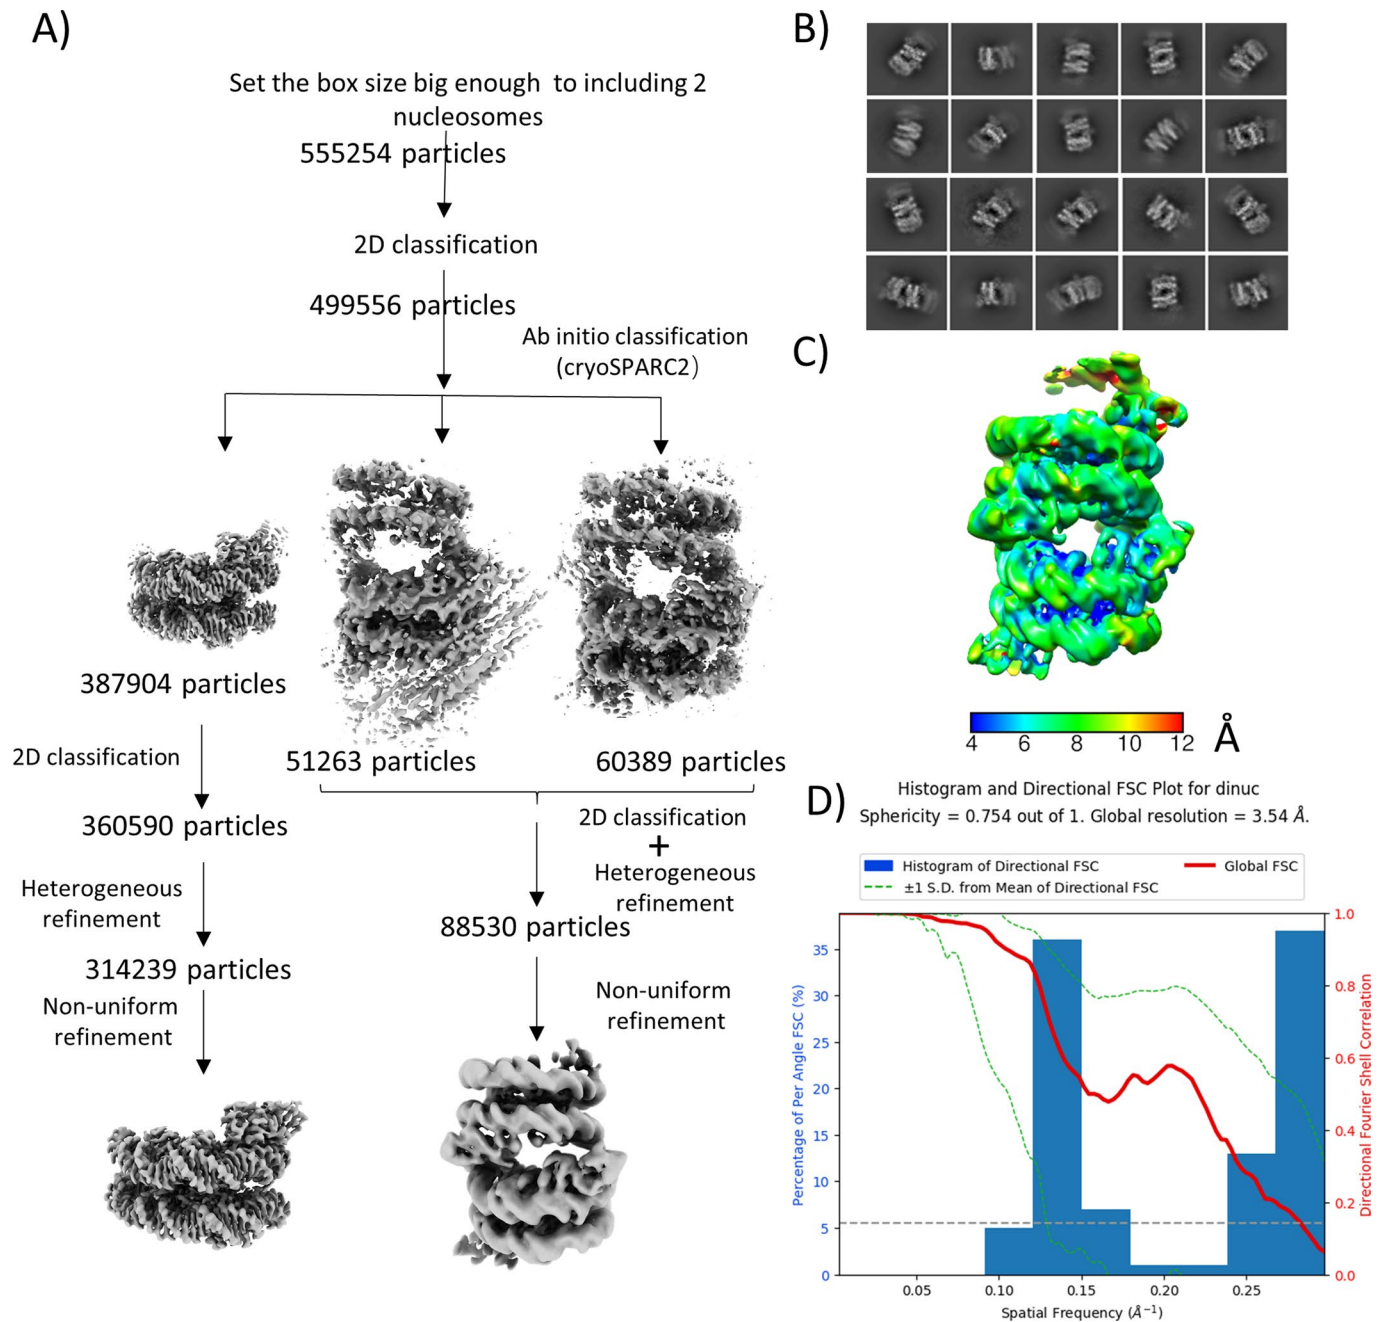 A)
Set the box size big enough to including 2
nucleosomes
555254 particles
2D classification
499556 particles
Ab initio classification
(cryoSPARC2)
387904 particles
51263 particles
60389 particles
2D classification
360590 particles
2D classification
+
Heterogeneous
refinement
Heterogeneous
refinement
88530 particles
314239 particles
Non-uniform
refinement
Non-uniform
refinement
B)
C)
4 6 8 10 12 Å
D)
Histogram and Directional FSC Plot for dinuc
Sphericity = 0.754 out of 1. Global resolution = 3.54 Å.
Histogram of Directional FSC
Global FSC
±1 S.D. from Mean of Directional FSC
Percentage of Per Angle FSC (%)
35
30
25
20
15
10
5
0
1.0
0.8
0.6
0.4
0.2
0.0
Directional Fourier Shell Correlation
0.05 0.10 0.15 0.20 0.25
Spatial Frequency (Å⁻¹)